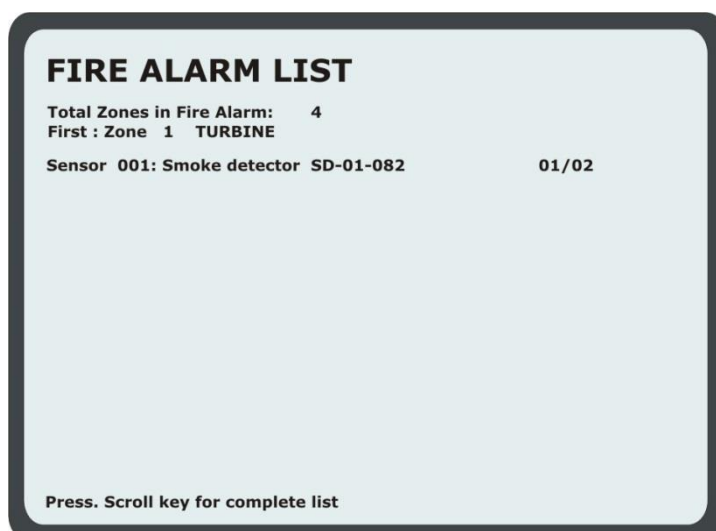 FIRE ALARM LIST
Total Zones in Fire Alarm: 4
First : Zone 1 TURBINE
Sensor 001: Smoke detector SD-01-082 01/02
Press. Scroll key for complete list